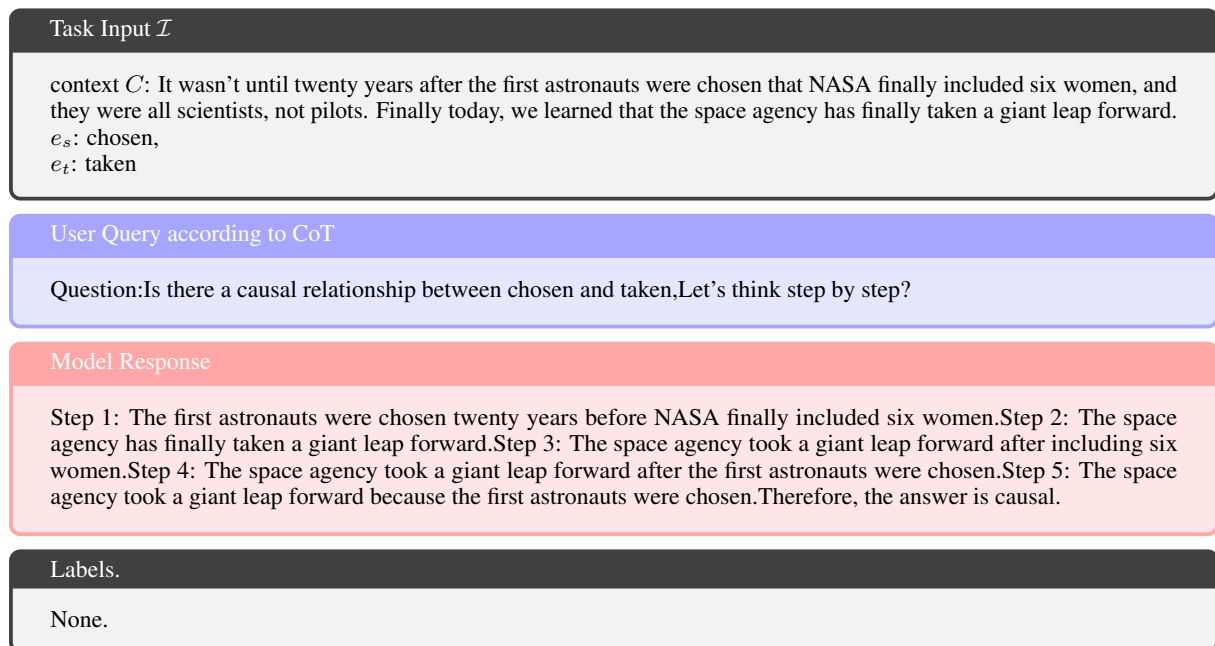 Task Input ℐ
context C: It wasn't until twenty years after the first astronauts were chosen that NASA finally included six women, and
they were all scientists, not pilots. Finally today, we learned that the space agency has finally taken a giant leap forward.
eₛ: chosen,
eₜ: taken
User Query according to CoT
Question:Is there a causal relationship between chosen and taken,Let's think step by step?
Model Response
Step 1: The first astronauts were chosen twenty years before NASA finally included six women.Step 2: The space
agency has finally taken a giant leap forward.Step 3: The space agency took a giant leap forward after including six
women.Step 4: The space agency took a giant leap forward after the first astronauts were chosen.Step 5: The space
agency took a giant leap forward because the first astronauts were chosen.Therefore, the answer is causal.
Labels.
None.